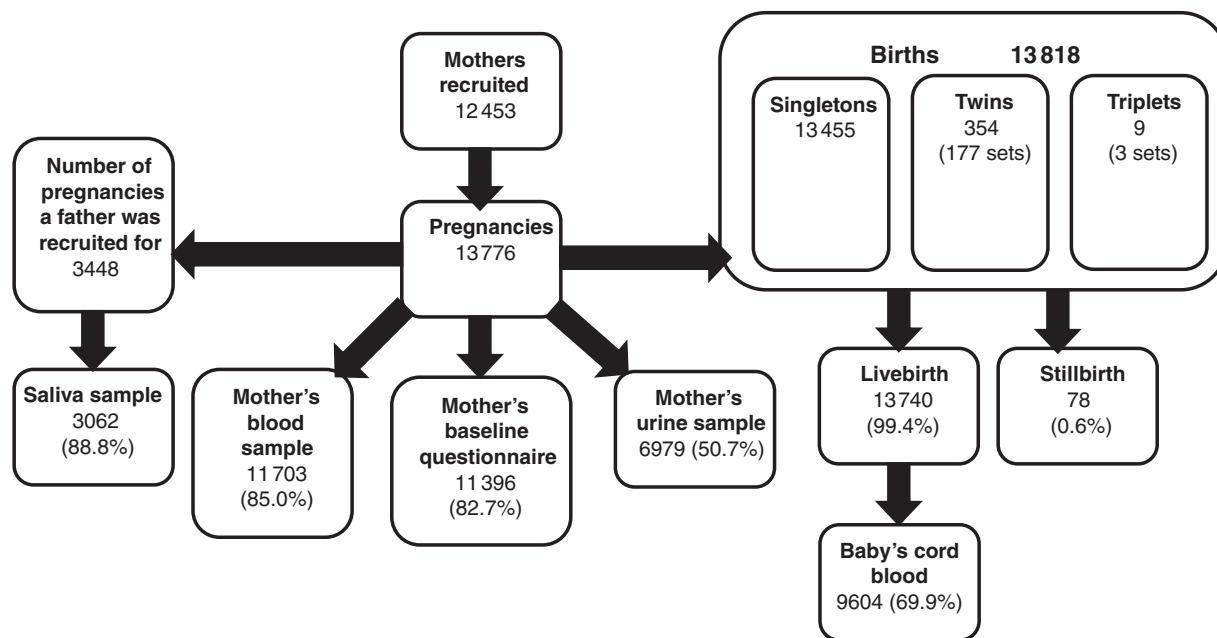 Mothers
recruited
12 453
Births 13 818
Singletons
13 455
Twins
354
(177 sets)
Triplets
9
(3 sets)
Number of
pregnancies
a father was
recruited for
3448
Pregnancies
13 776
Saliva sample
3062
(88.8%)
Mother's
blood
sample
11 703
(85.0%)
Mother's
baseline
questionnaire
11 396
(82.7%)
Mother's
urine sample
6979 (50.7%)
Livebirth
13 740
(99.4%)
Stillbirth
78
(0.6%)
Baby's cord
blood
9604 (69.9%)